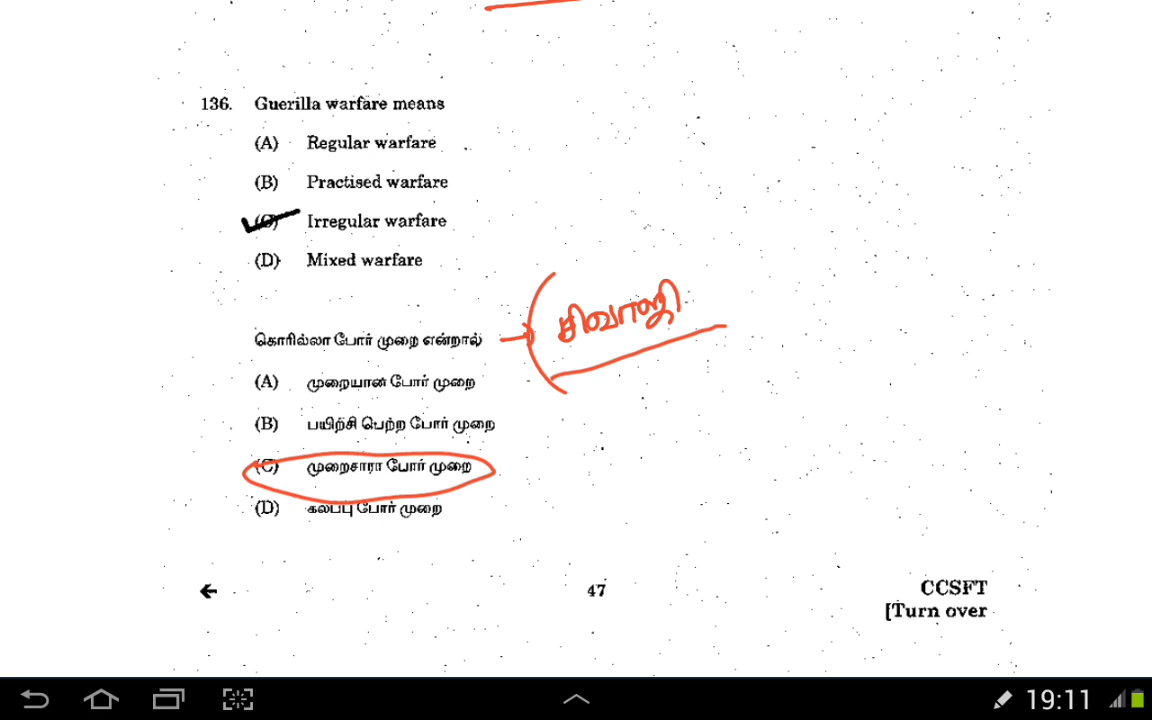 136. Guerilla warfare means
(A) Regular warfare
(B) Practised warfare
(C) Irregular warfare
(D) Mixed warfare
கொரில்லா போர் முறை என்றால்
சிவாஜி
(A) முறையான போர் முறை
(B) பயிற்சி பெற்ற போர் முறை
(C) முறைசாரா போர் முறை
(D) கலப்பு போர் முறை
47
CCSFT
[Turn over
19:11